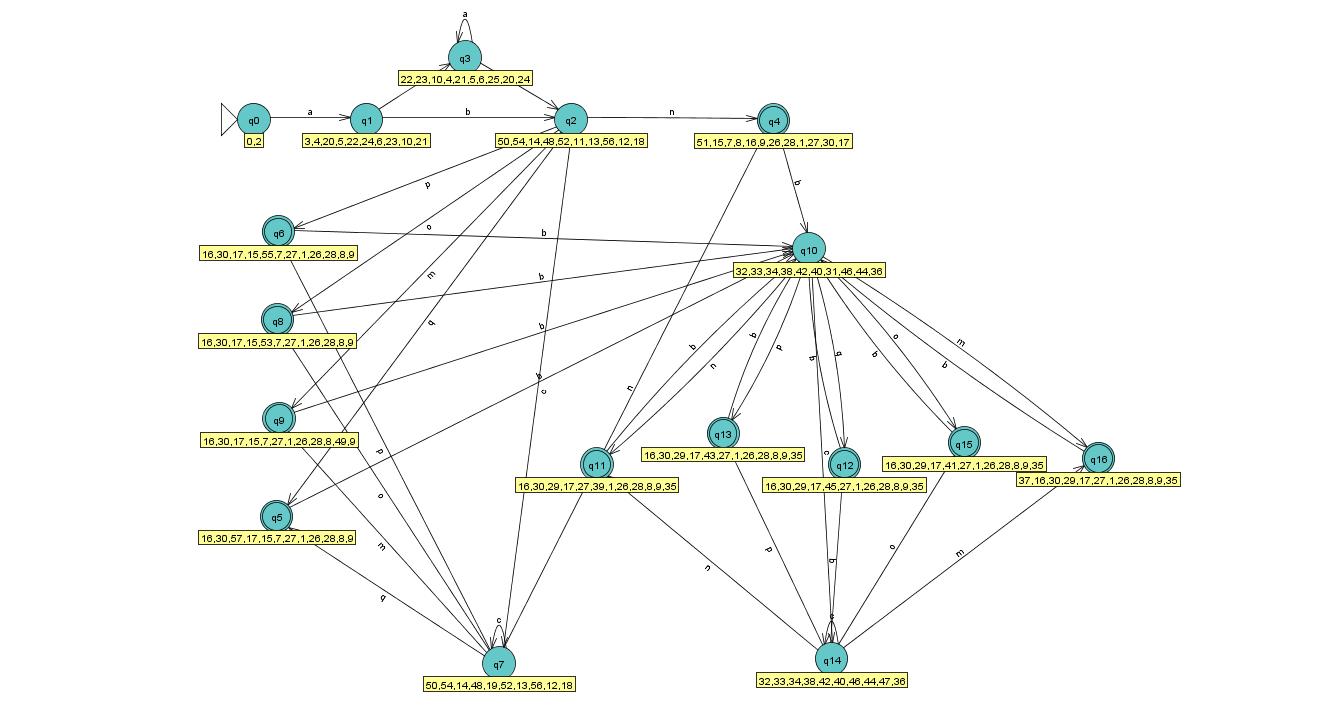 a
q3
22,23,10,4,21,5,6,25,20,24
q0
a
q1
b
q2
n
q4
0,2
3,4,20,5,22,24,6,23,10,21
50,54,14,48,52,11,13,56,12,18
51,15,7,8,16,9,26,28,1,27,30,17
p
b
q6
o
b
q10
16,30,17,15,55,7,27,1,26,28,8,9
32,33,34,38,42,40,31,46,44,36
m
b
q8
q
b
16,30,17,15,53,7,27,1,26,28,8,9
b
b
p
b
q
b
o
b
m
n
b
c
n
q9
16,30,17,15,7,27,1,26,28,8,49,9
q13
q15
16,30,29,17,43,27,1,26,28,8,9,35
p
c
q11
q12
16,30,29,17,41,27,1,26,28,8,9,35
q16
16,30,29,17,27,39,1,26,28,8,9,35
16,30,29,17,45,27,1,26,28,8,9,35
37,16,30,29,17,27,1,26,28,8,9,35
o
q5
16,30,57,17,15,7,27,1,26,28,8,9
m
n
p
q
o
m
q
c
q7
50,54,14,48,19,52,13,56,12,18
c
q14
32,33,34,38,42,40,46,44,47,36